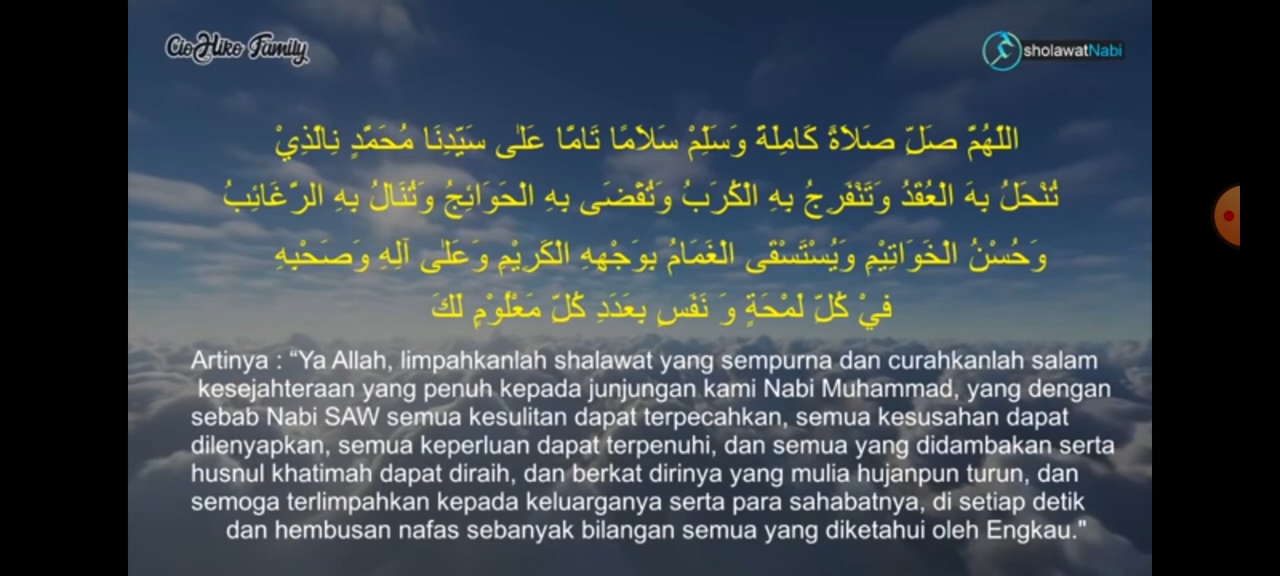 CioHiko Family
sholawatNabi
اللّٰهُمَّ صَلِّ صَلاَةً كَامِلَةً وَسَلِّمْ سَلاَمًا تَامًّا عَلٰى سَيِّدِنَا مُحَمَّدٍ نِالَّذِيْ
تُنْحَلُ بِهَ الْعُقَدُ وَتَنْفَرِجُ بِهِ الْكُرَبُ وَتُقْضَى بِهِ الْحَوَائِجُ وَتُنَالُ بِهِ الرَّغَائِبُ
وَحُسْنُ الْخَوَاتِيْمِ وَيُسْتَسْقَى الْغَمَامُ بِوَجْهِهِ الْكَرِيْمِ وَعَلٰى آلِهِ وَصَحْبِهِ
فِيْ كُلِّ لَمْحَةٍ وَ نَفَسٍ بِعَدَدِ كُلِّ مَعْلُوْمٍ لَكَ
Artinya : “Ya Allah, limpahkanlah shalawat yang sempurna dan curahkanlah salam
kesejahteraan yang penuh kepada junjungan kami Nabi Muhammad, yang dengan
sebab Nabi SAW semua kesulitan dapat terpecahkan, semua kesusahan dapat
dilenyapkan, semua keperluan dapat terpenuhi, dan semua yang didambakan serta
husnul khatimah dapat diraih, dan berkat dirinya yang mulia hujanpun turun, dan
semoga terlimpahkan kepada keluarganya serta para sahabatnya, di setiap detik
dan hembusan nafas sebanyak bilangan semua yang diketahui oleh Engkau."